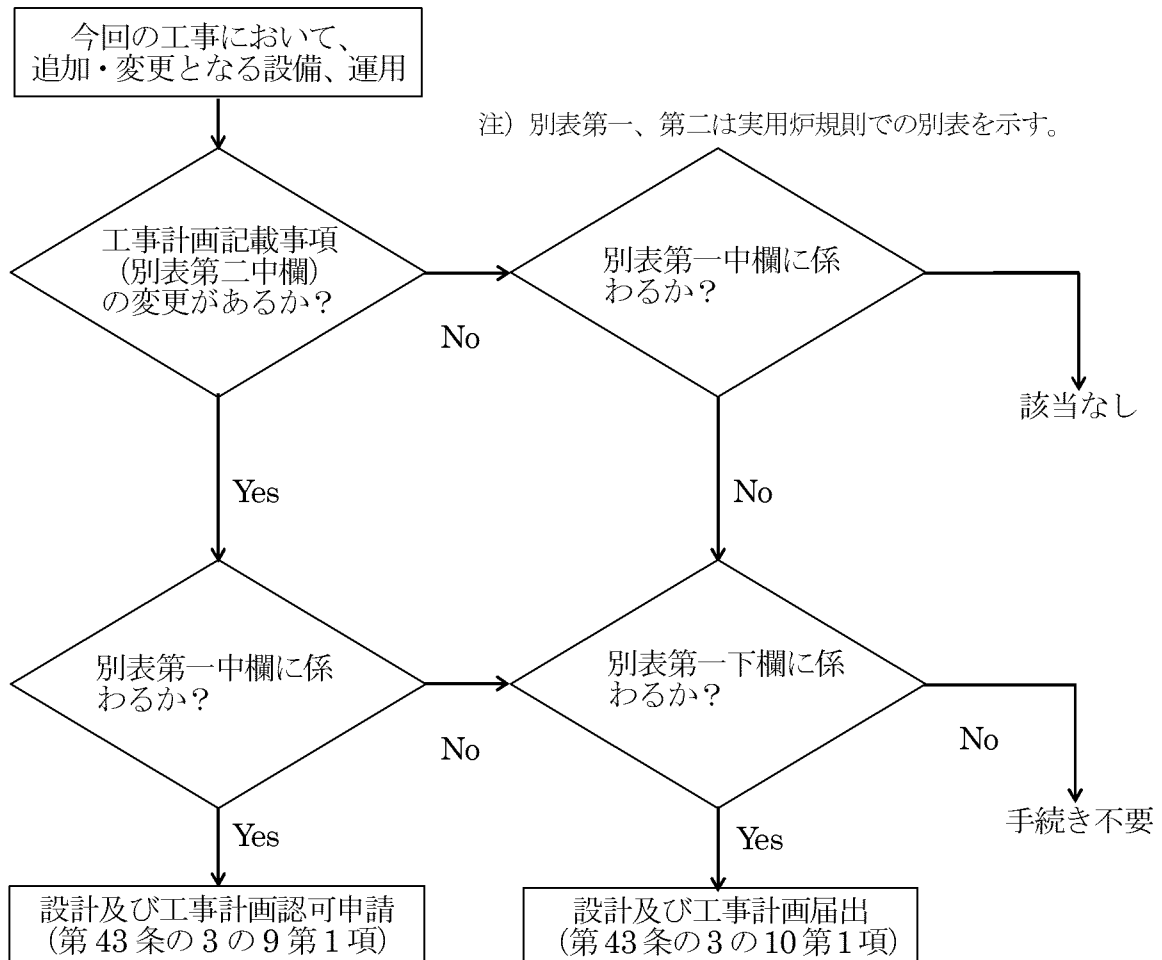 今回の工事において、
追加・変更となる設備、運用
注）別表第一、第二は実用炉規則での別表を示す。
工事計画記載事項
(別表第二中欄)
の変更があるか？
No
別表第一中欄に係
わるか？
該当なし
Yes
No
別表第一中欄に係
わるか？
No
別表第一下欄に係
わるか？
No
手続き不要
Yes
Yes
設計及び工事計画認可申請
(第 43 条の 3 の 9 第 1 項)
設計及び工事計画届出
(第 43 条の 3 の 10 第 1 項)